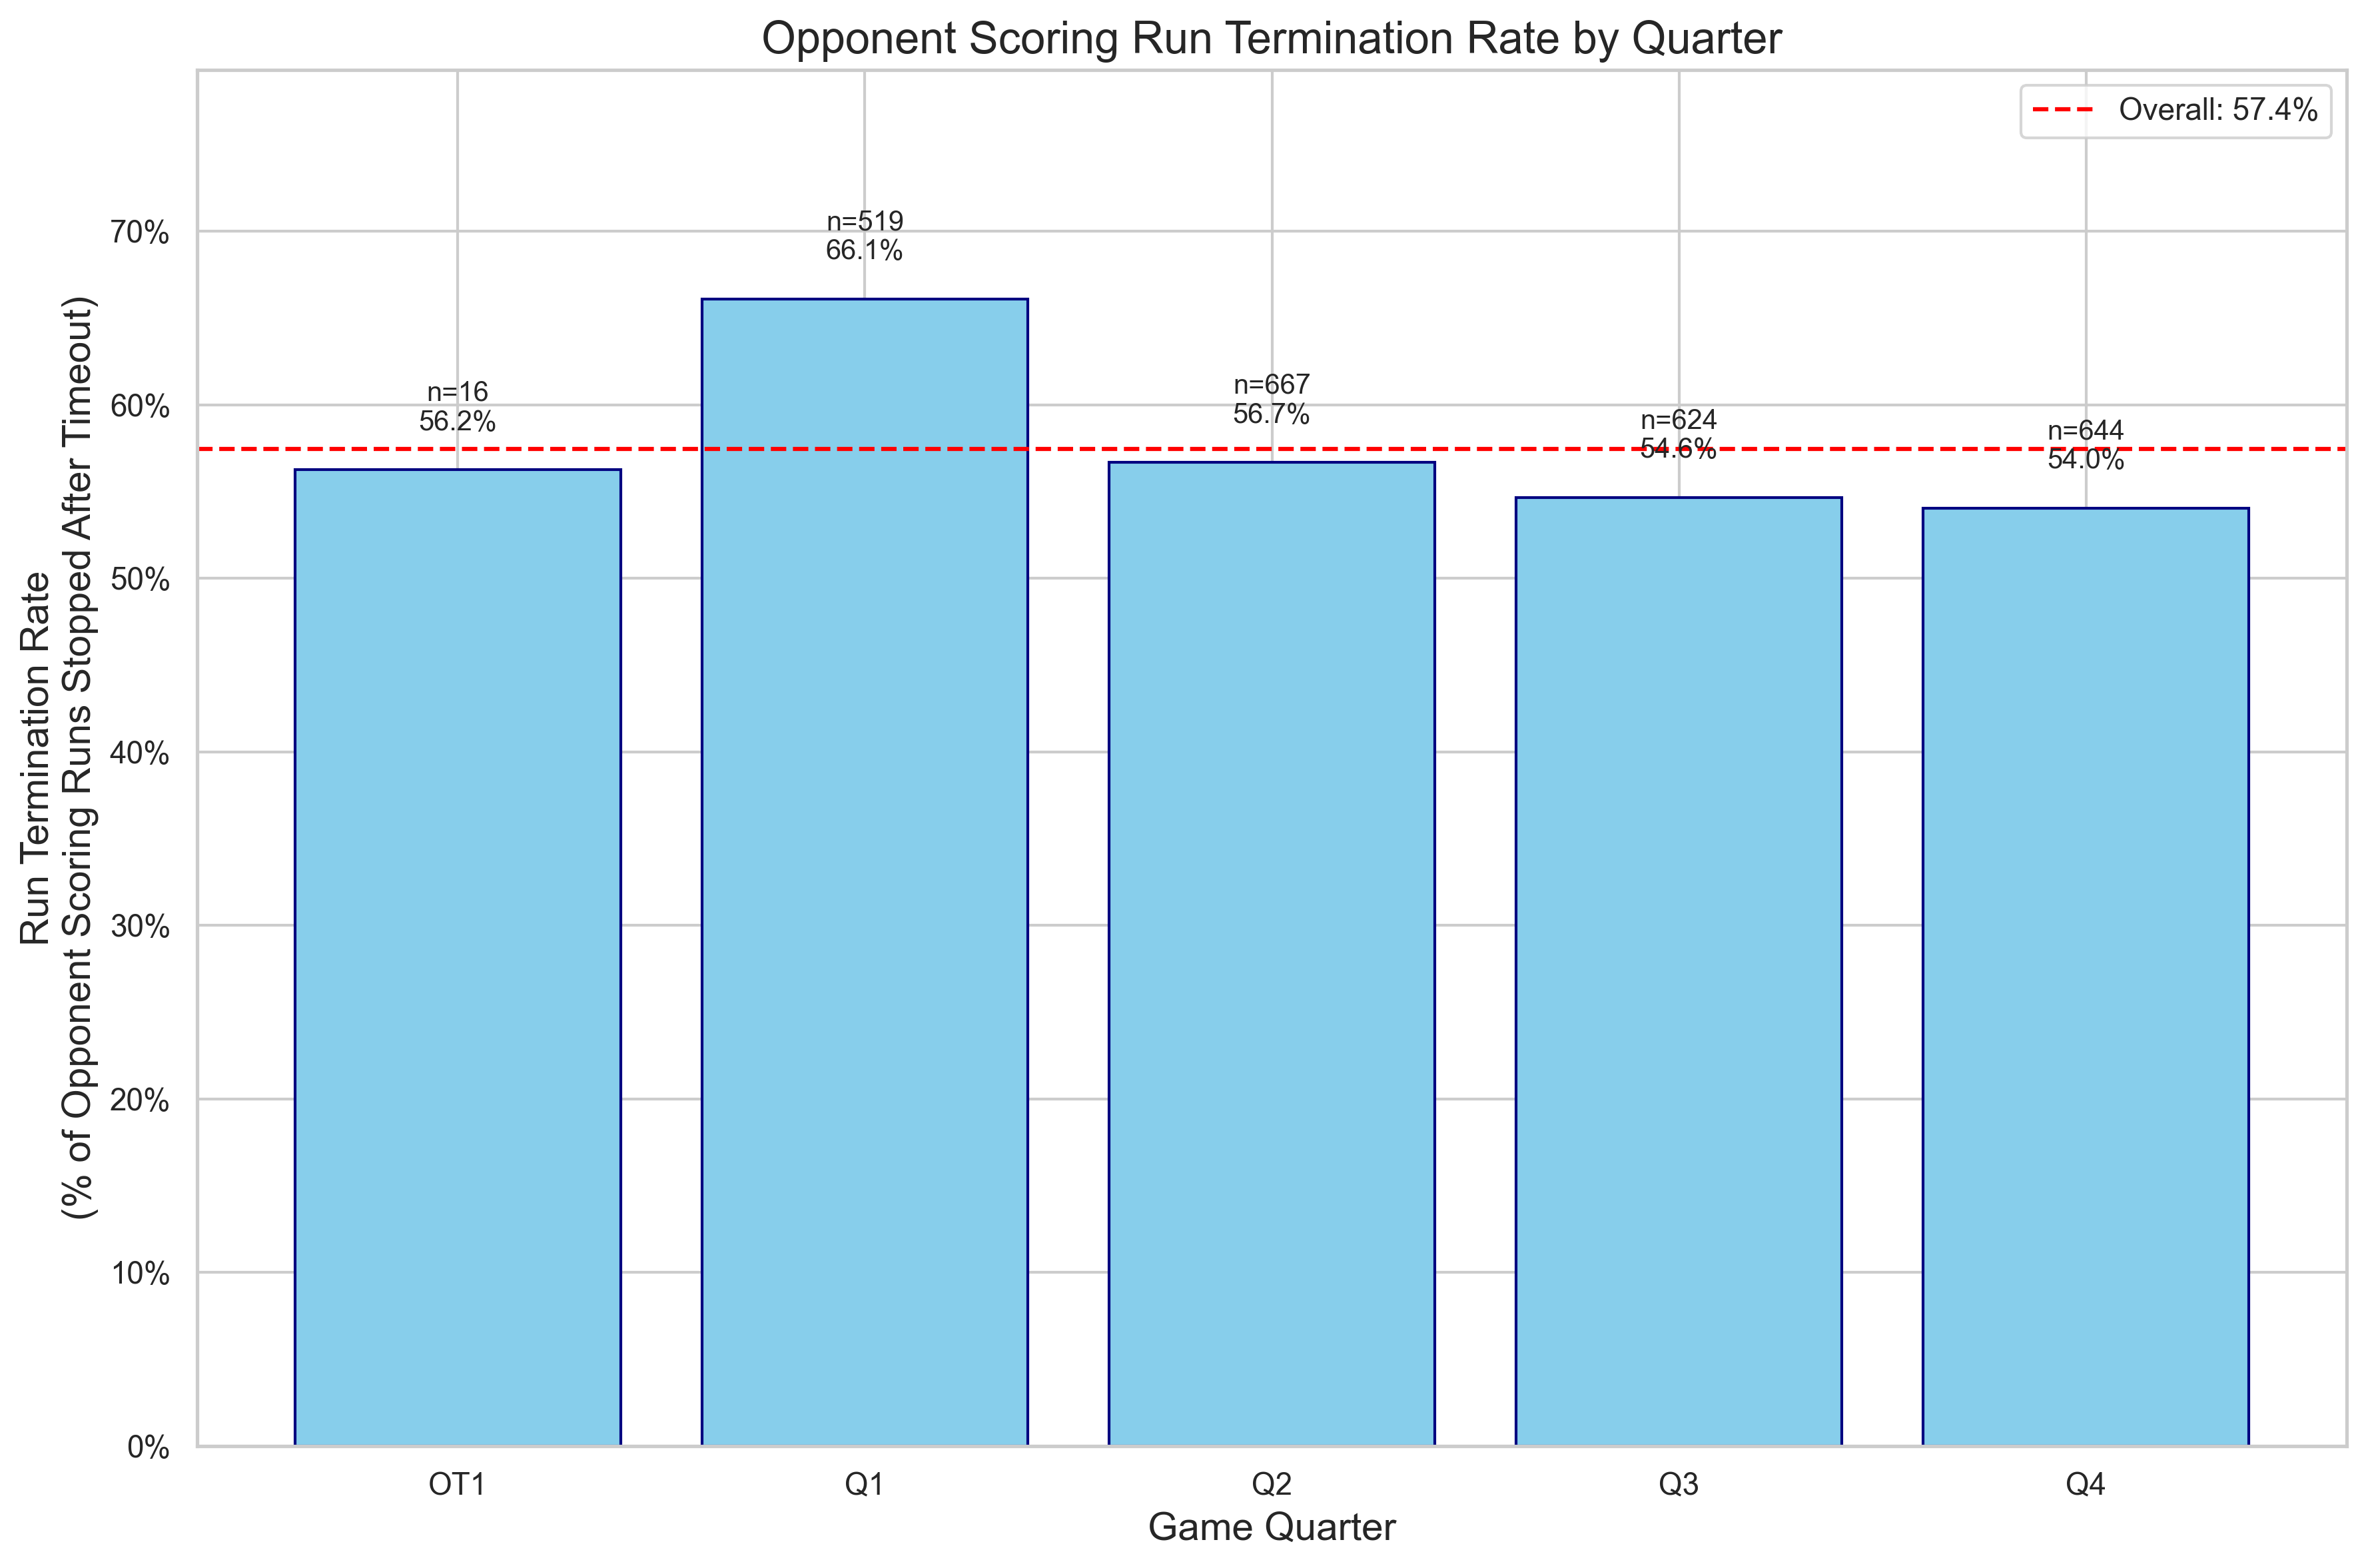 Opponent Scoring Run Termination Rate by Quarter
Overall: 57.4%
Run Termination Rate
(% of Opponent Scoring Runs Stopped After Timeout)
70%
60%
50%
40%
30%
20%
10%
0%
n=16
56.2%
n=519
66.1%
n=667
56.7%
n=624
54.6%
n=644
54.0%
OT1
Q1
Q2
Q3
Q4
Game Quarter